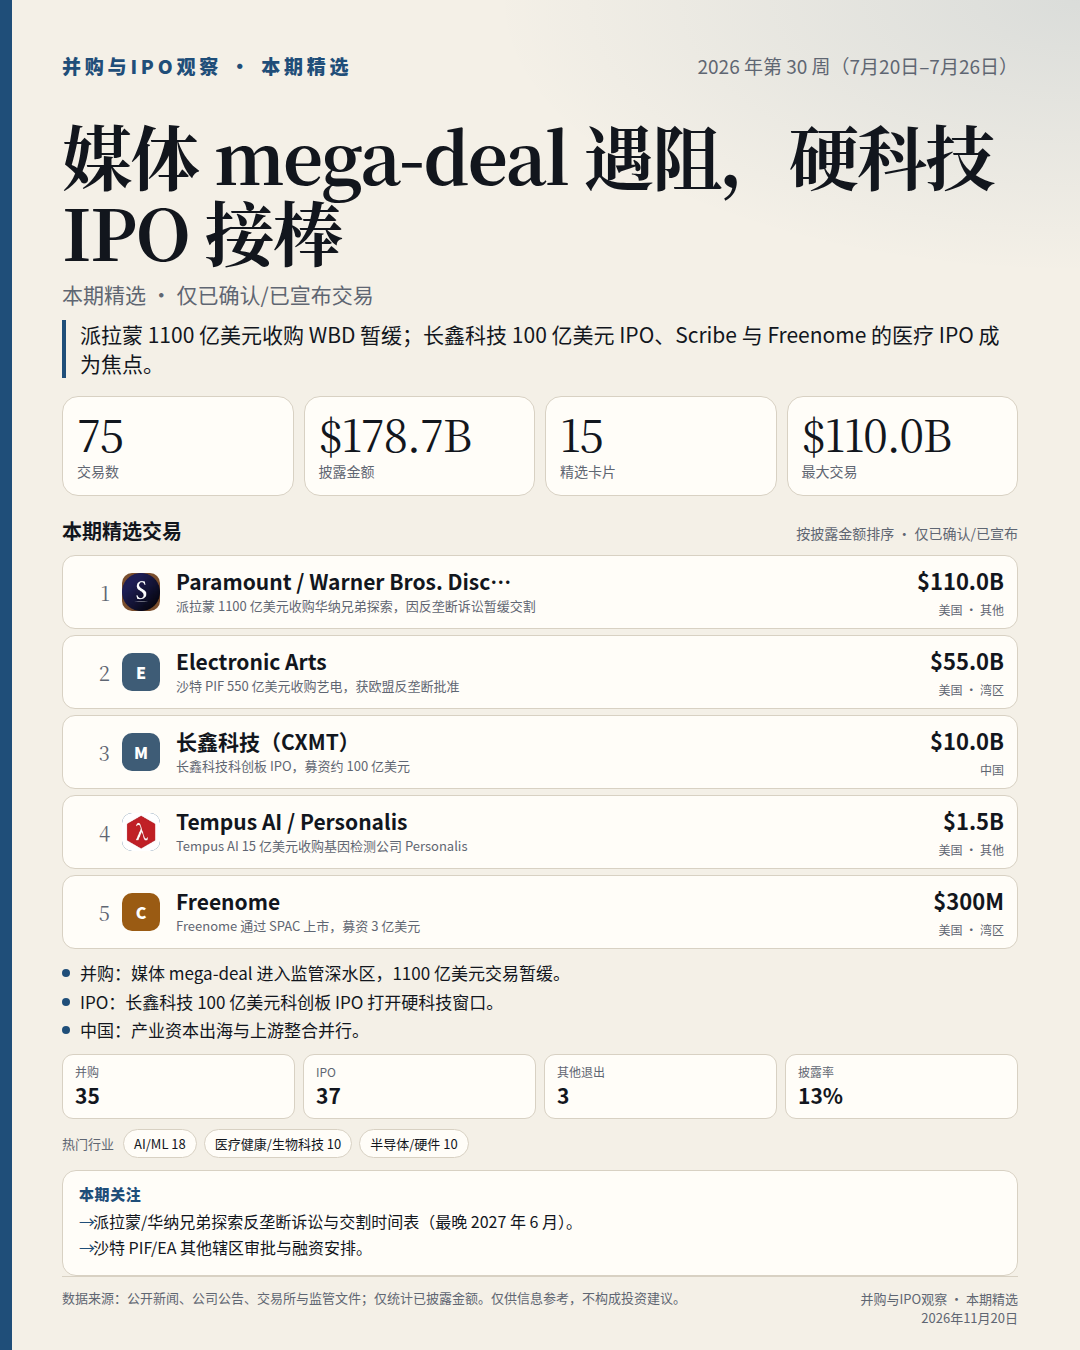 并购与IPO观察 · 本期精选
2026 年第 30 周（7月20日–7月26日）
媒体 mega-deal 遇阻，硬科技
IPO 接棒
本期精选 · 仅已确认/已宣布交易
派拉蒙 1100 亿美元收购 WBD 暂缓；长鑫科技 100 亿美元 IPO、Scribe 与 Freenome 的医疗 IPO 成
为焦点。
75
交易数
$178.7B
披露金额
15
精选卡片
$110.0B
最大交易
本期精选交易
按披露金额排序 · 仅已确认/已宣布
1
S
Paramount / Warner Bros. Disc…
派拉蒙 1100 亿美元收购华纳兄弟探索，因反垄断诉讼暂缓交割
$110.0B
美国 · 其他
2
E
Electronic Arts
沙特 PIF 550 亿美元收购艺电，获欧盟反垄断批准
$55.0B
美国 · 湾区
3
M
长鑫科技（CXMT）
长鑫科技科创板 IPO，募资约 100 亿美元
$10.0B
中国
4
λ
Tempus AI / Personalis
Tempus AI 15 亿美元收购基因检测公司 Personalis
$1.5B
美国 · 其他
5
C
Freenome
Freenome 通过 SPAC 上市，募资 3 亿美元
$300M
美国 · 湾区
并购：媒体 mega-deal 进入监管深水区，1100 亿美元交易暂缓。
IPO：长鑫科技 100 亿美元科创板 IPO 打开硬科技窗口。
中国：产业资本出海与上游整合并行。
并购
35
IPO
37
其他退出
3
披露率
13%
热门行业
AI/ML 18
医疗健康/生物科技 10
半导体/硬件 10
本期关注
→派拉蒙/华纳兄弟探索反垄断诉讼与交割时间表（最晚 2027 年 6 月）。
→沙特 PIF/EA 其他辖区审批与融资安排。
数据来源：公开新闻、公司公告、交易所与监管文件；仅统计已披露金额。仅供信息参考，不构成投资建议。
并购与IPO观察 · 本期精选
2026年11月20日